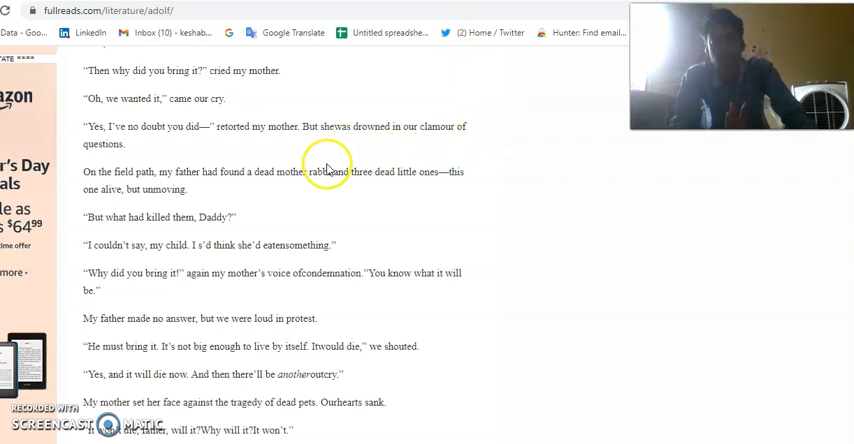 fullreads.com/literature/adolf/
Data - Goo... LinkedIn Inbox (10) - keshab... Google Translate Untitled spreadshe... (2) Home / Twitter Hunter: Find email...
STATE ****
“Then why did you bring it?” cried my mother.
“Oh, we wanted it,” came our cry.
“Yes, I’ve no doubt you did—” retorted my mother. But shewas drowned in our clamour of
questions.
On the field path, my father had found a dead mother and three dead little ones—this
one alive, but unmoving.
“But what had killed them, Daddy?”
“I couldn’t say, my child. I s’d think she’d eatensomething.”
“Why did you bring it!” again my mother’s voice ofcondemnation.”You know what it will
be.”
My father made no answer, but we were loud in protest.
“He must bring it. It’s not big enough to live by itself. Itwould die,” we shouted.
“Yes, and it will die now. And then there’ll be anotheroutcry.”
My mother set her face against the tragedy of dead pets. Ourhearts sank.
die, father, will it?Why will it?It won’t.”
azon
r’s Day
als
le as
s $64⁹⁹
ime offer
more ›
RECORDED WITH
SCREENCAST MATIC